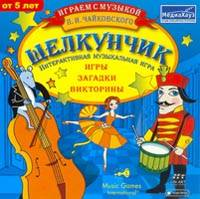 от 5 лет
ИГРАЕМ С МУЗЫКОЙ
П. И. ЧАЙКОВСКОГО
МедиаХауз
ЩЕЛКУНЧИК
ИНТЕРАКТИВНАЯ МУЗЫКАЛЬНАЯ ИГРА
ИГРЫ
ЗАГАДКИ
ВИКТОРИНЫ
Music Games
International